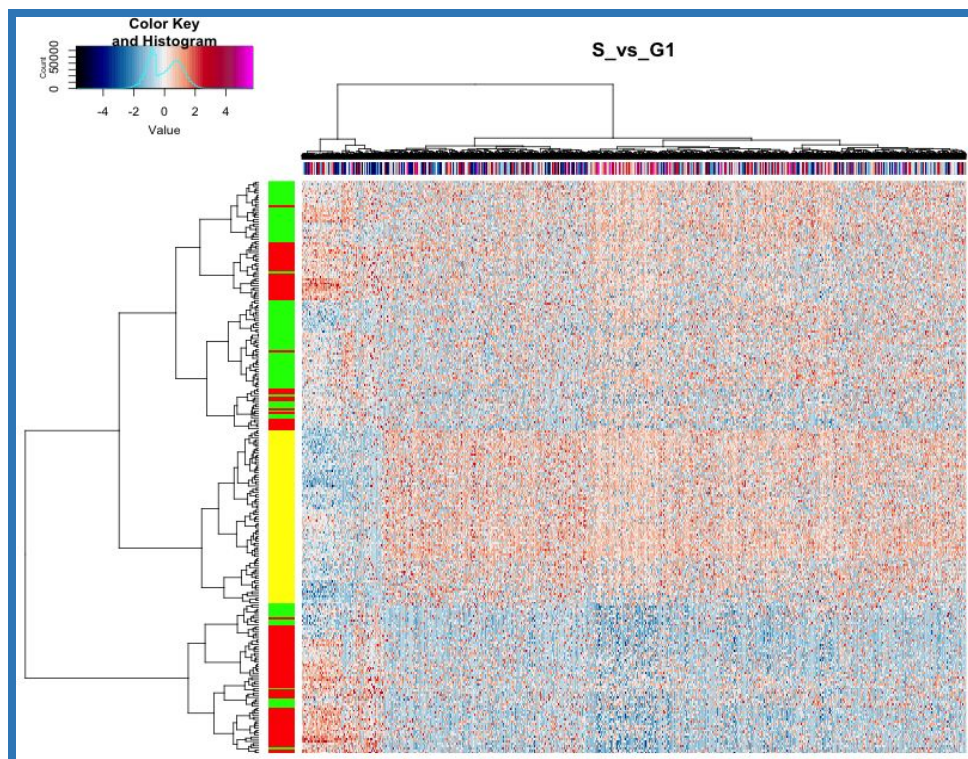 Color Key
and Histogram
Count
0 50000
-4 -2 0 2 4
Value
S_vs_G1